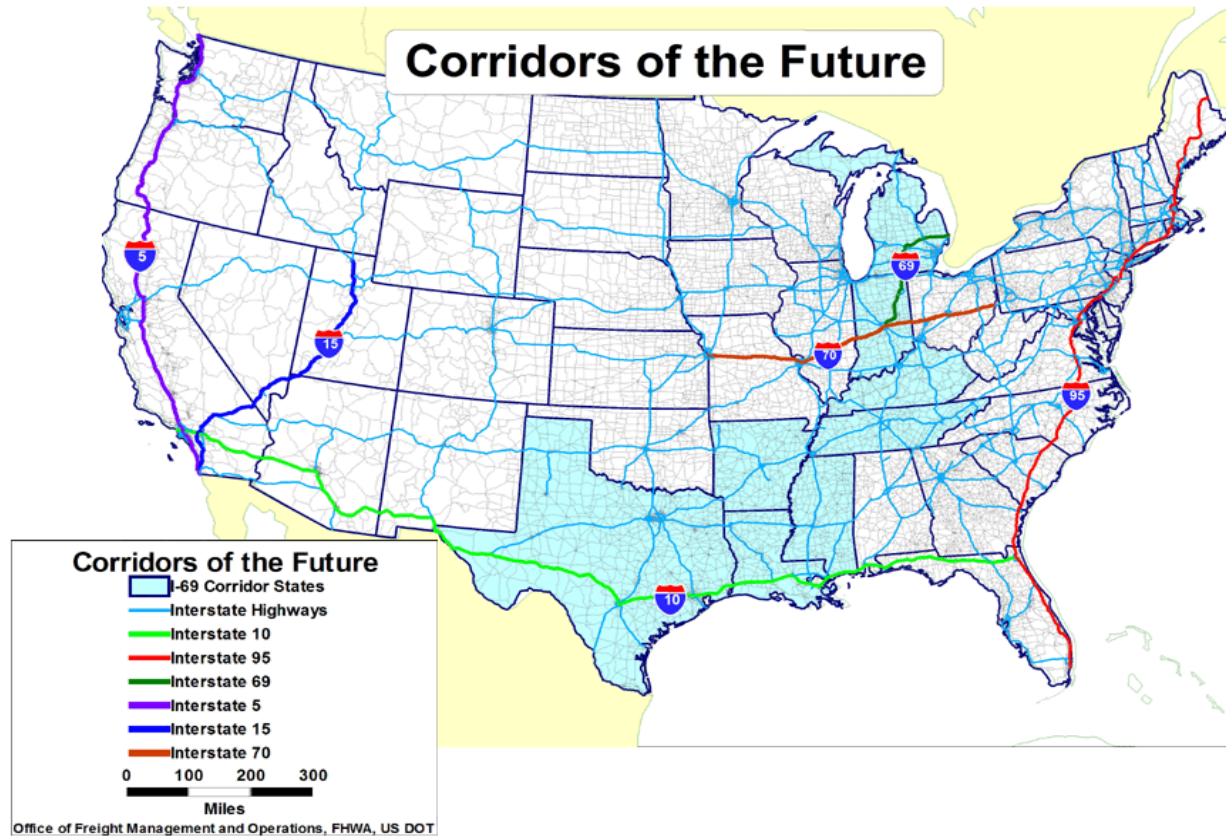 Corridors of the Future
5
15
69
70
95
10
Corridors of the Future
I-69 Corridor States
Interstate Highways
Interstate 10
Interstate 95
Interstate 69
Interstate 5
Interstate 15
Interstate 70
0 100 200 300
Miles
Office of Freight Management and Operations, FHWA, US DOT